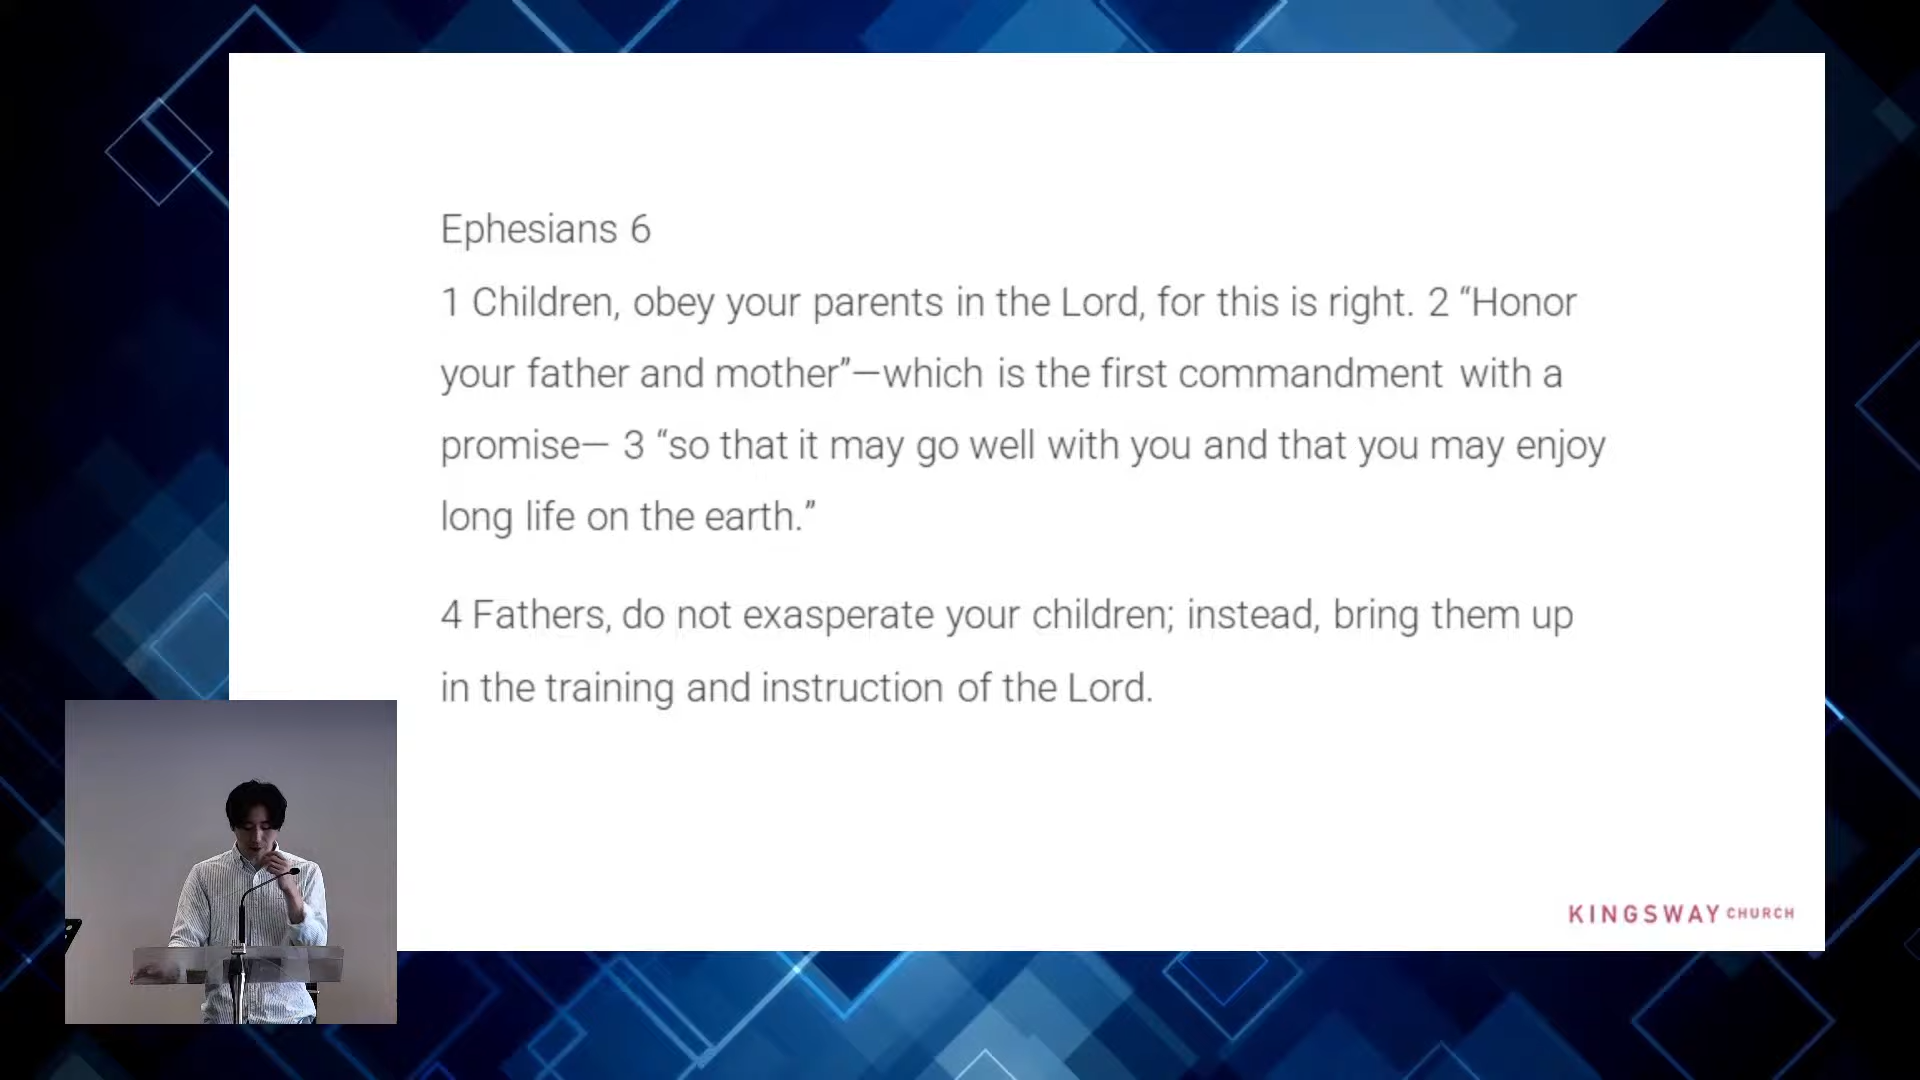 Ephesians 6
1 Children, obey your parents in the Lord, for this is right. 2 “Honor
your father and mother”—which is the first commandment with a
promise— 3 “so that it may go well with you and that you may enjoy
long life on the earth.”
4 Fathers, do not exasperate your children; instead, bring them up
in the training and instruction of the Lord.
KINGSWAY CHURCH